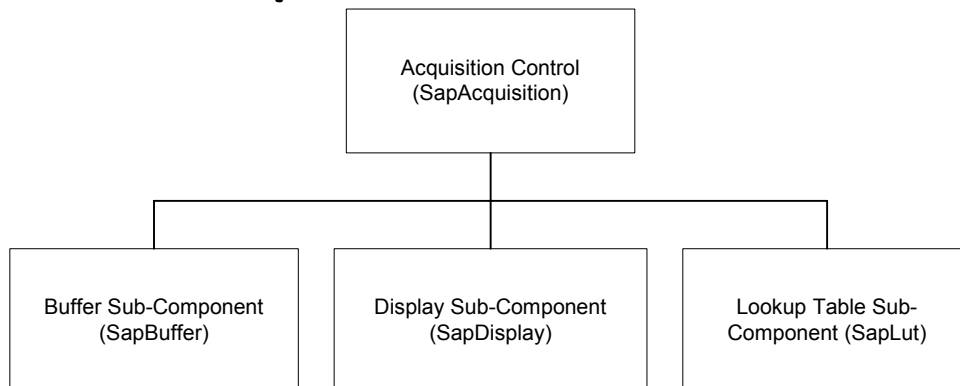 Acquisition Control
(SapAcquisition)
Buffer Sub-Component
(SapBuffer)
Display Sub-Component
(SapDisplay)
Lookup Table Sub-
Component (SapLut)